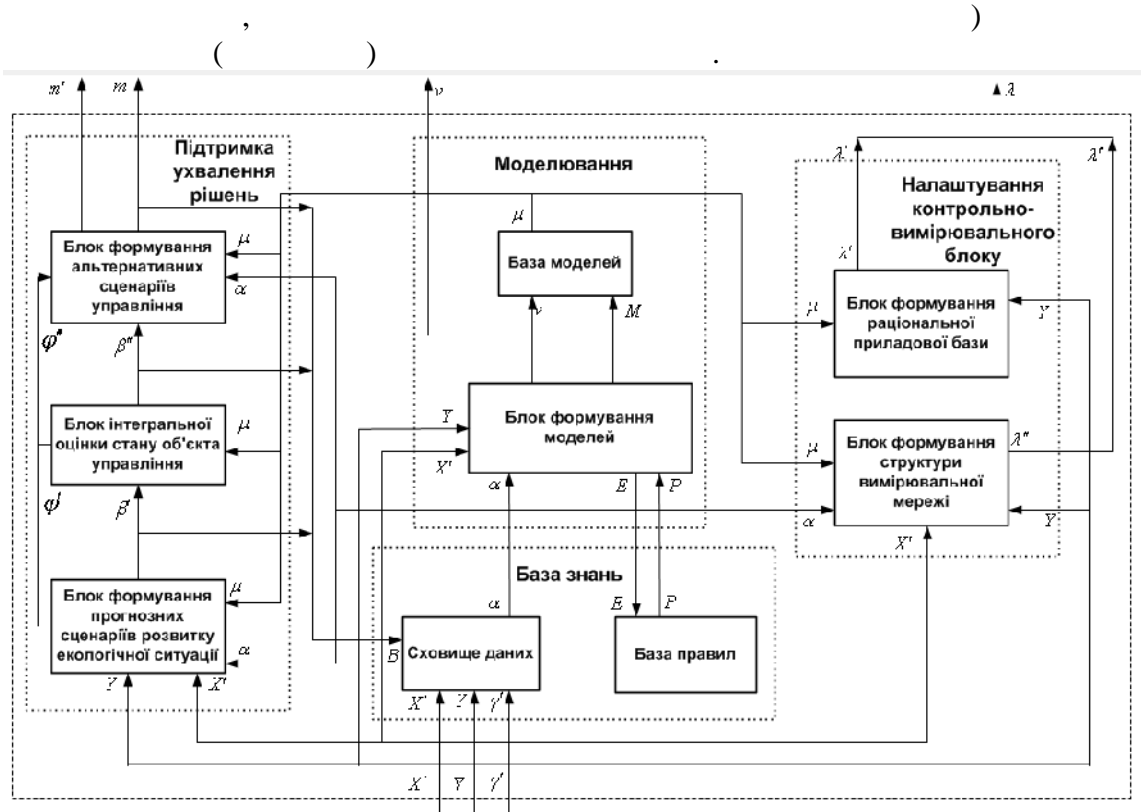 , )
( ) .
m' m ν λ
Підтримка
ухвалення
рішень
Моделювання
λ' λ''
Налаштування
контрольно-
вимірювального
блоку
μ
Блок формування
альтернативних
сценаріїв
управління
μ
α
База моделей
λ'
μ
Блок формування
раціональної
приладової бази
Y
φ''
β''
ν M
Блок інтегральної
оцінки стану об'єкта
управління
μ
Y
X'
Блок формування
моделей
α E P
μ
Блок формування
структури
вимірювальної
мережі
λ''
α
Y
X'
φ'
β'
База знань
Блок формування
прогнозних
сценаріїв розвитку
екологічної ситуації
μ
α
Y X'
α
E P
B
Сховище даних
База правил
X' Y γ'
X' Y γ'